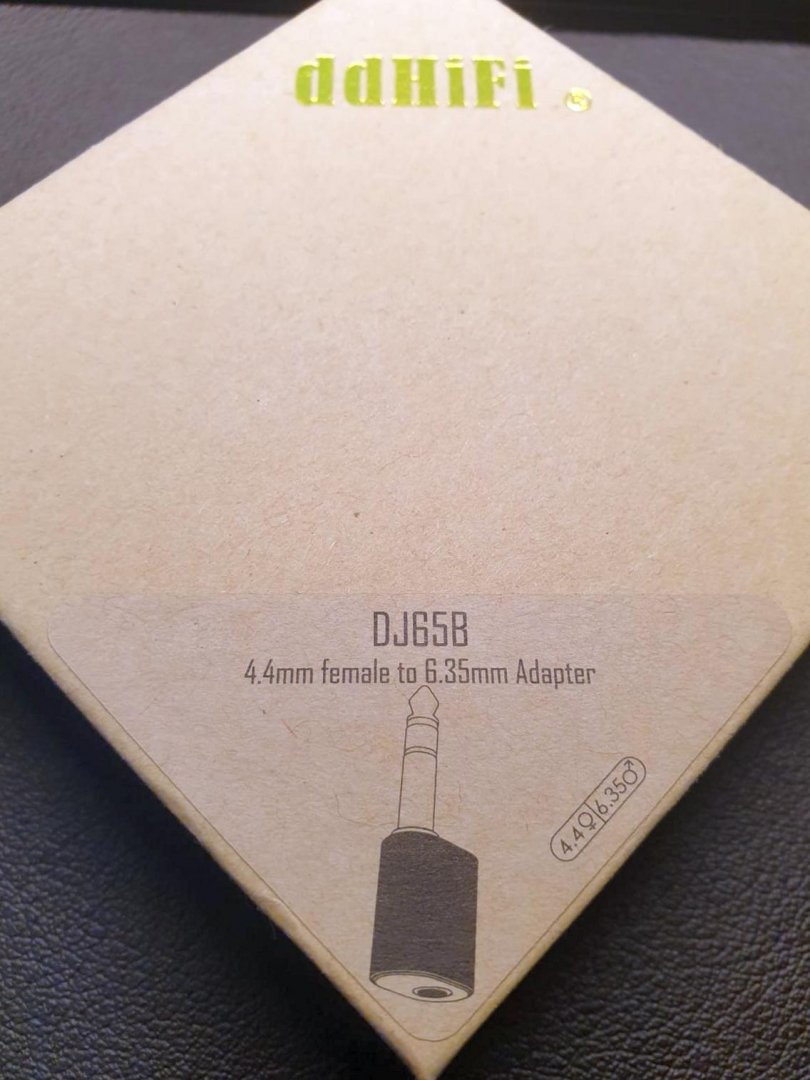 ddHiFi
DJ65B
4.4mm female to 6.35mm Adapter
4.4♀ 6.35♂